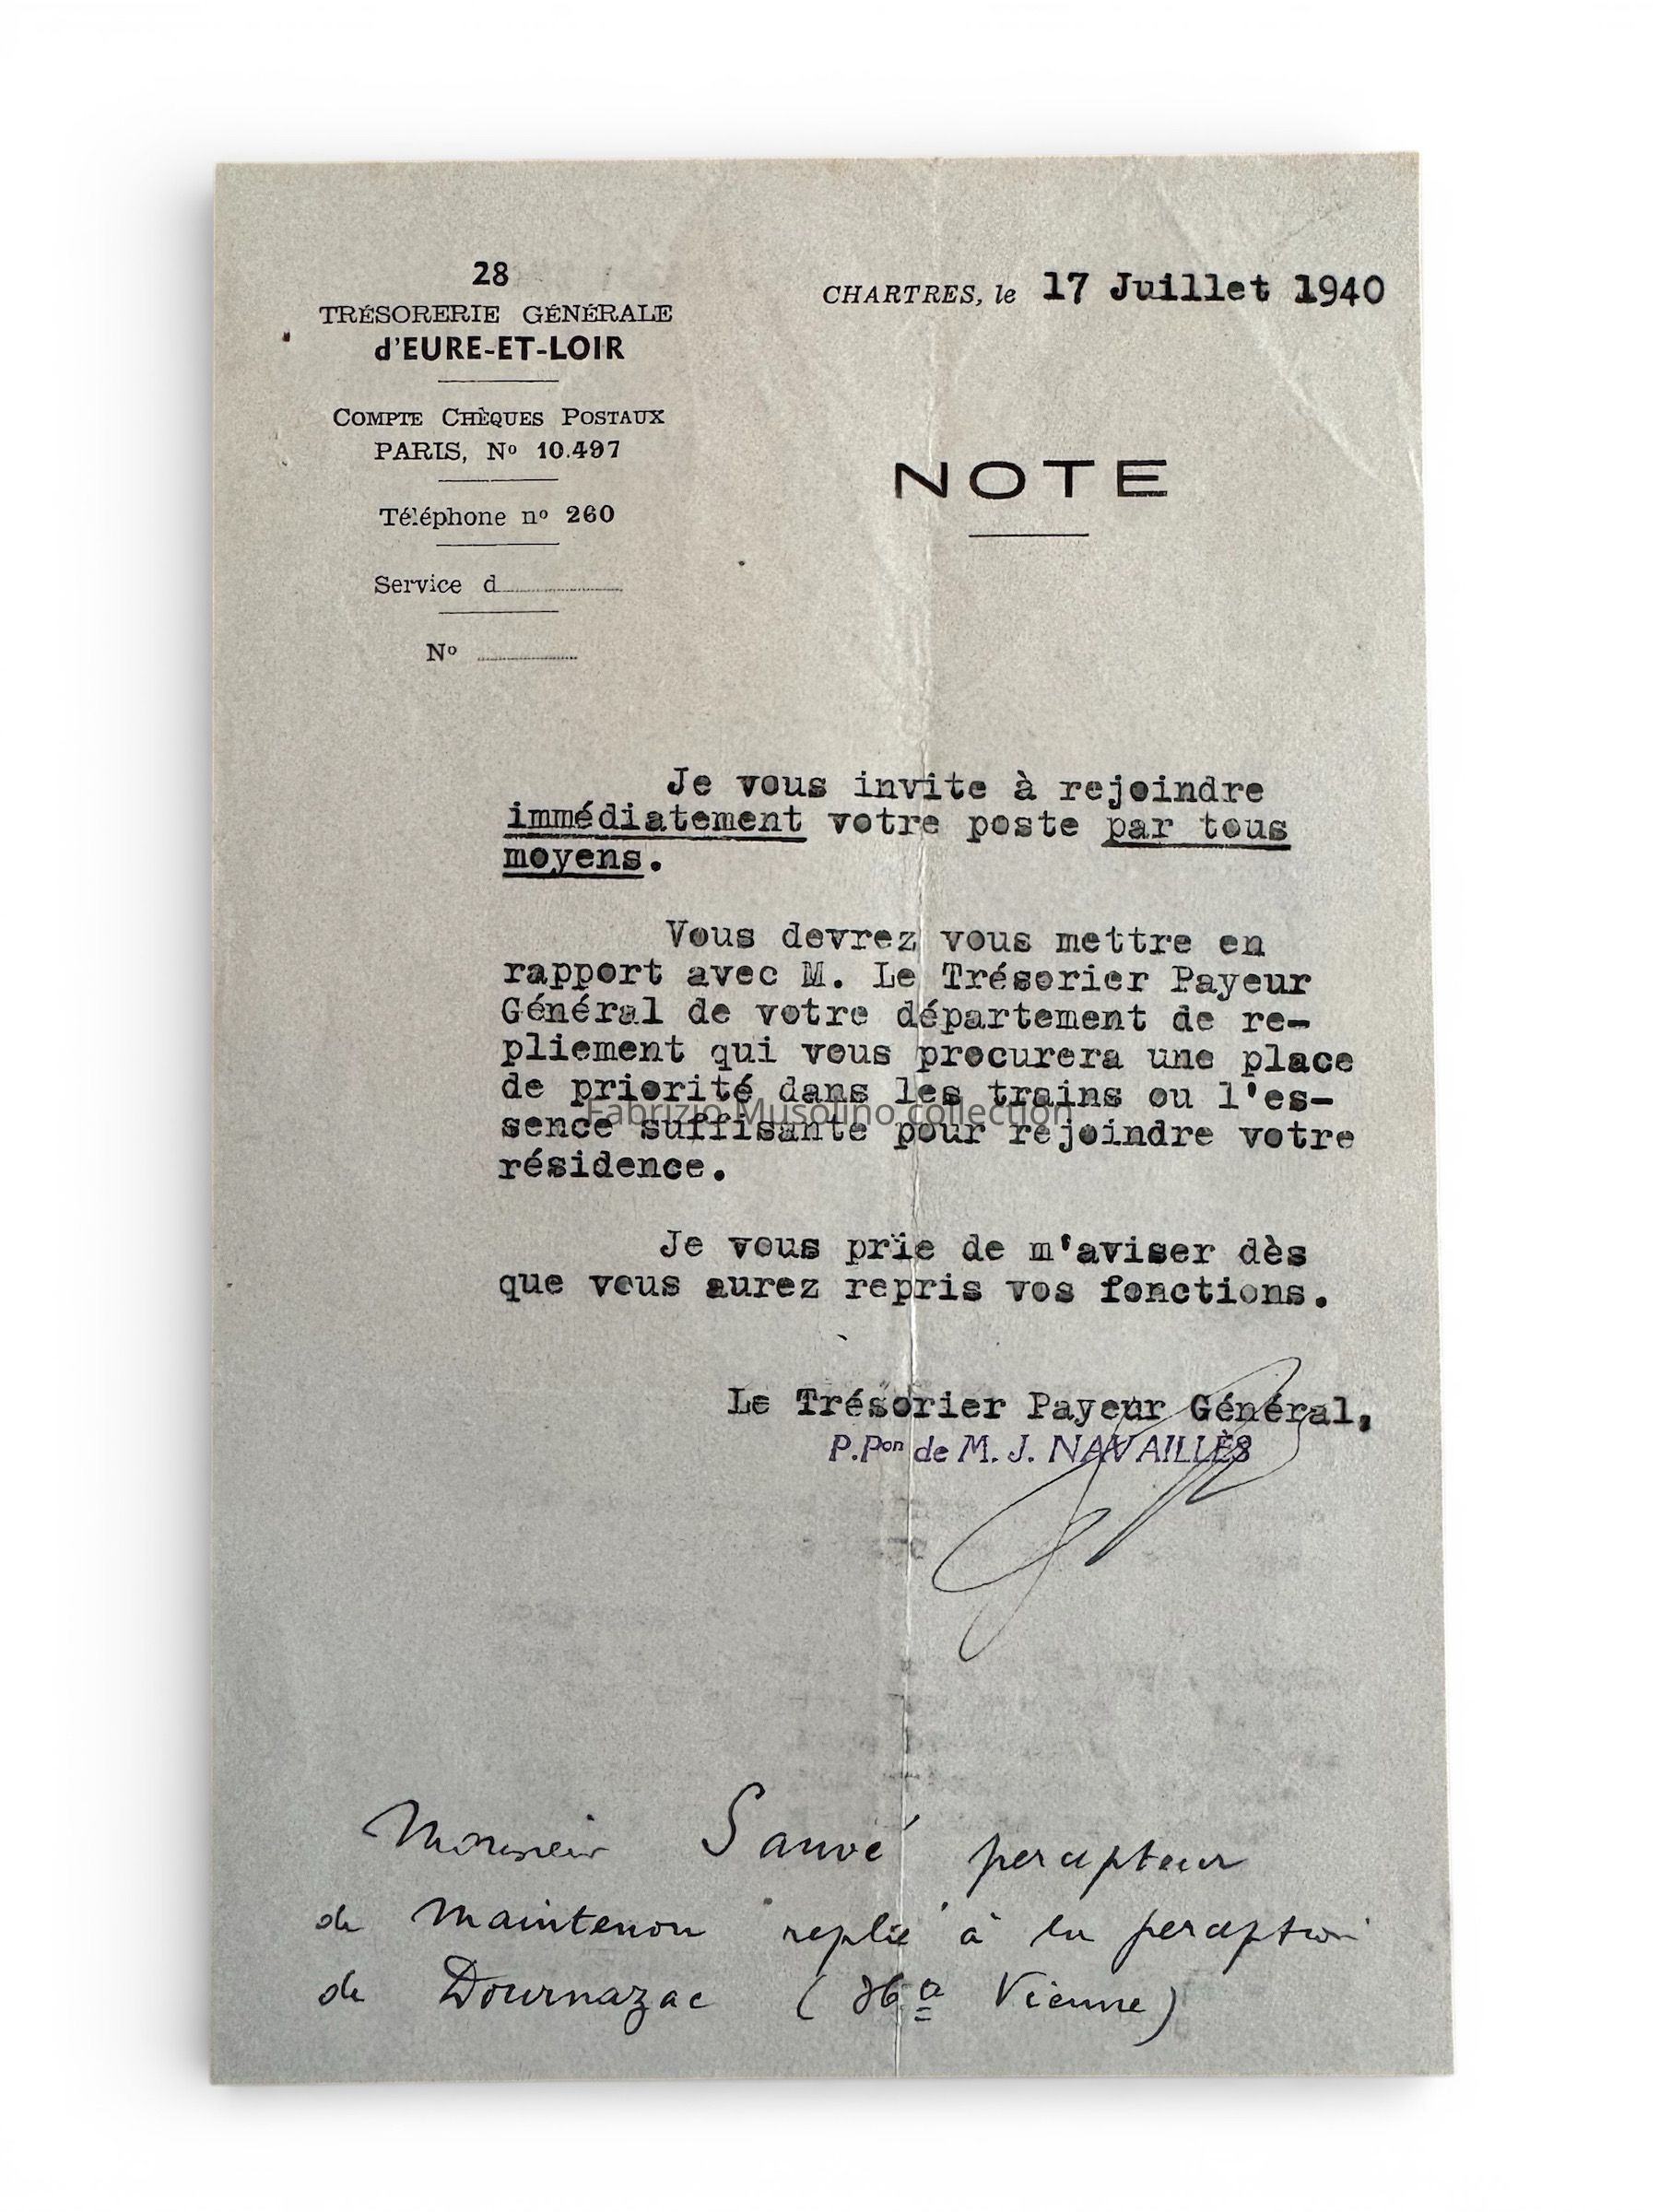 28
TRÉSORERIE GÉNÉRALE
d'EURE-ET-LOIR
COMPTE CHÈQUES POSTAUX
PARIS, Nº 10.497
Téléphone nº 260
Service d
Nº
CHARTRES, le 17 Juillet 1940
NOTE
Je vous invite à rejoindre
immédiatement votre poste par tous
moyens.
Vous devrez vous mettre en
rapport avec M. Le Trésorier Payeur
Général de votre département de re-
pliement qui vous procurera une place
de priorité dans les trains ou l'es-
sence suffisante pour rejoindre votre
résidence.
Fabrizio Musolino collection
Je vous prie de m'aviser dès
que vous aurez repris vos fonctions.
Le Trésorier Payeur Général,
P.Pon de M. J. NAVAILLÈS
Monsieur Sauvé percepteur
de Maintenon replié à la perception
de Dournazac (Hte Vienne)